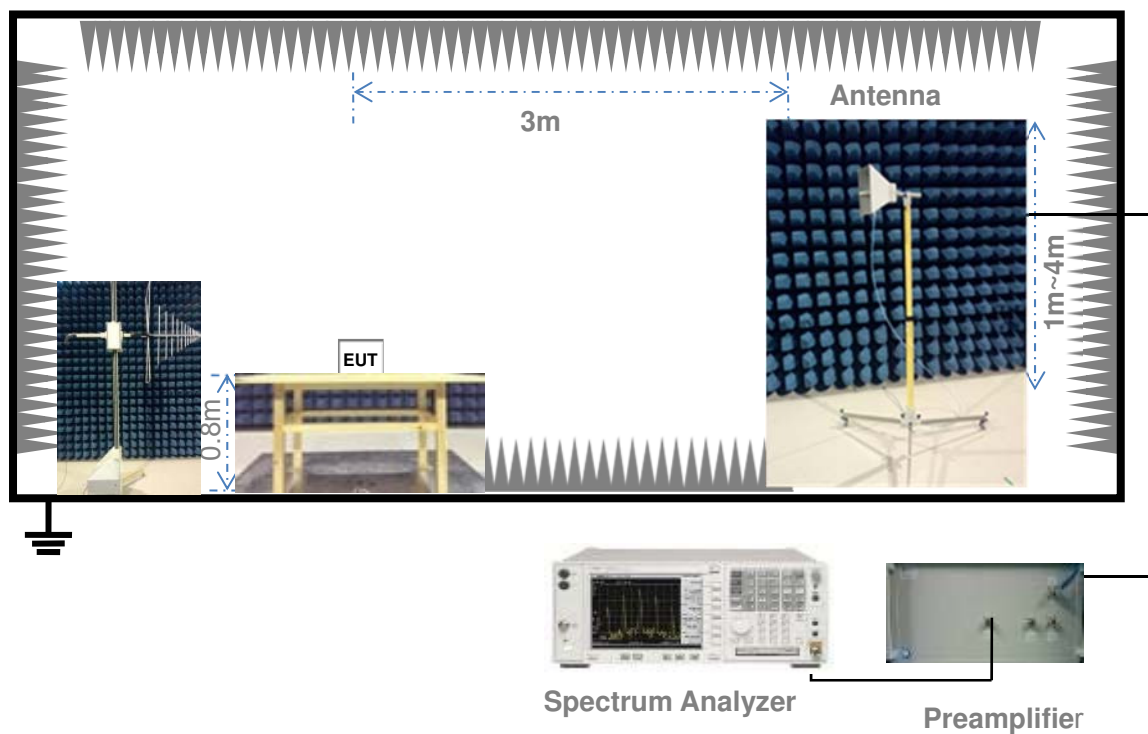 Antenna
3m
1m~4m
EUT
0.8m
Spectrum Analyzer
Preamplifier